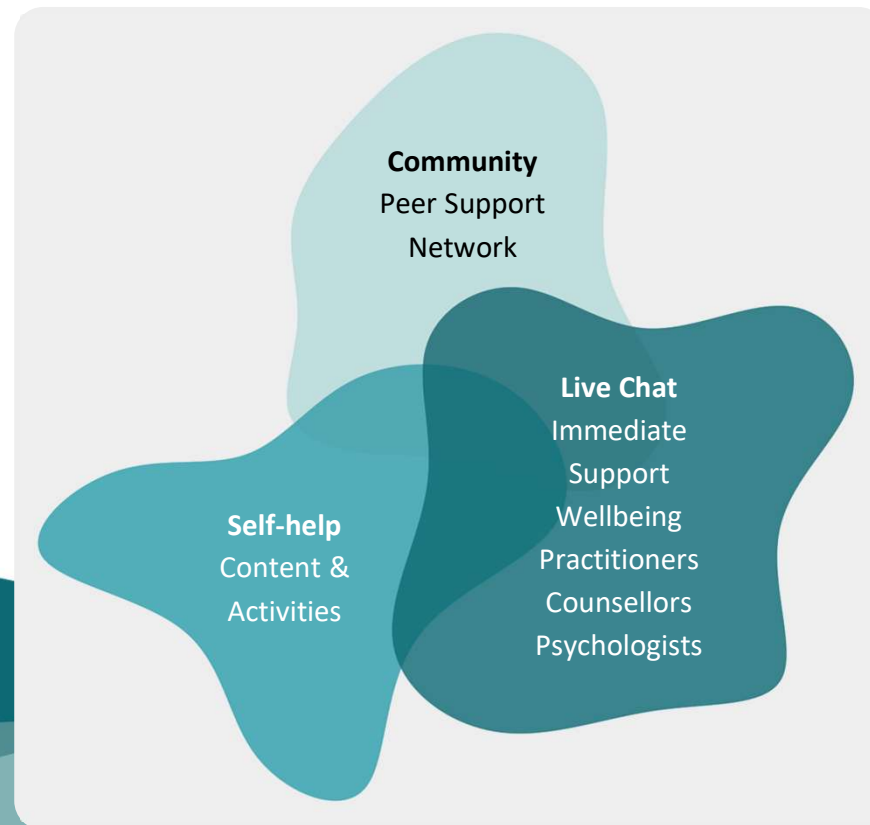 Community
Peer Support
Network
Live Chat
Immediate
Support
Wellbeing
Practitioners
Counsellors
Psychologists
Self-help
Content &
Activities